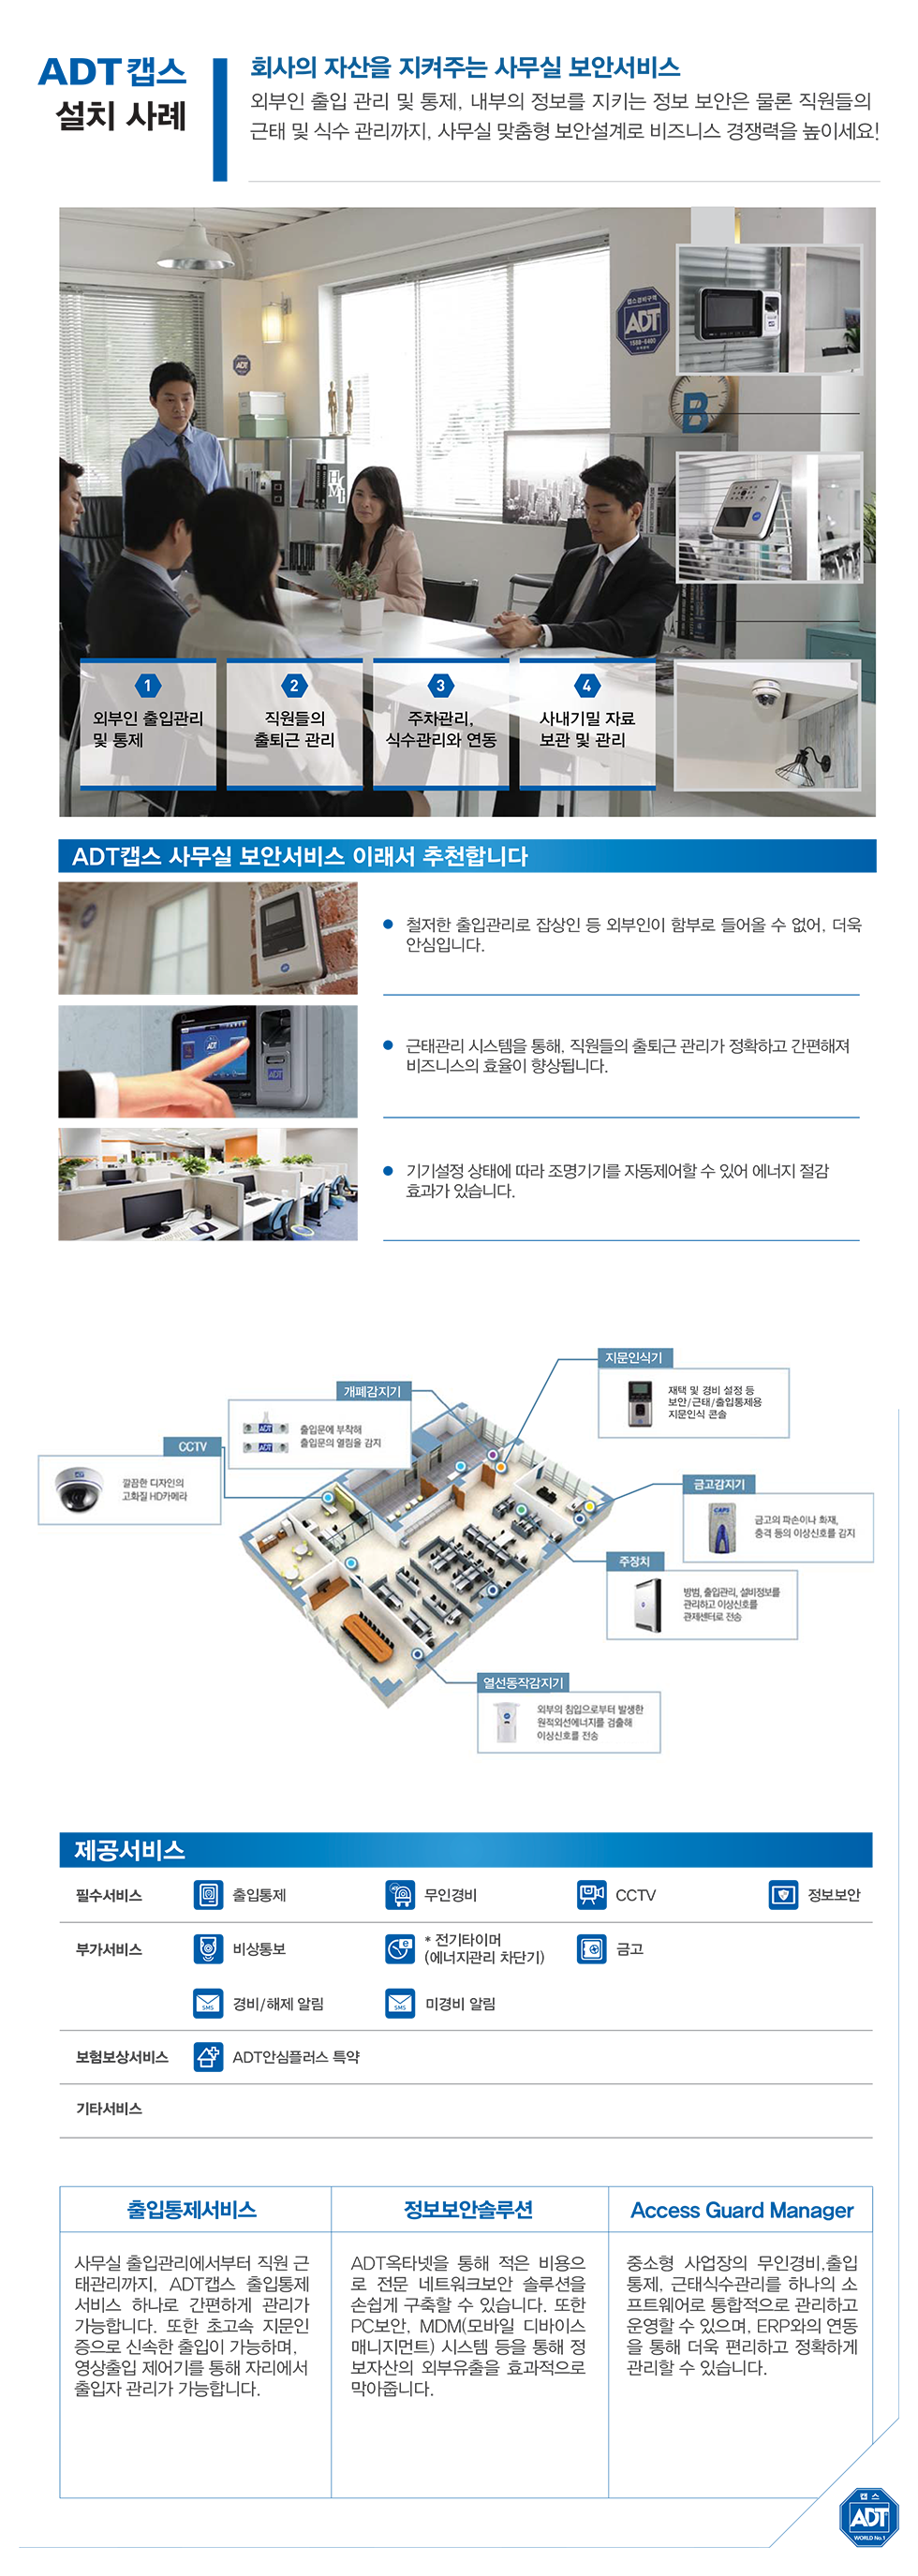 ADT캡스
설치 사례
회사의 자산을 지켜주는 사무실 보안서비스
외부인 출입 관리 및 통제, 내부의 정보를 지키는 정보 보안은 물론 직원들의
근태 및 식수 관리까지, 사무실 맞춤형 보안설계로 비즈니스 경쟁력을 높이세요!
캡스경비구역
ADT
1588-6400
ADT
B
1
외부인 출입관리
및 통제
2
직원들의
출퇴근 관리
3
주차관리,
식수관리와 연동
4
사내기밀 자료
보관 및 관리
ADT캡스 사무실 보안서비스 이래서 추천합니다
철저한 출입관리로 잡상인 등 외부인이 함부로 들어올 수 없어, 더욱
안심입니다.
ADT
ADT
근태관리 시스템을 통해, 직원들의 출퇴근 관리가 정확하고 간편해져
비즈니스의 효율이 향상됩니다.
기기설정 상태에 따라 조명기기를 자동제어할 수 있어 에너지 절감
효과가 있습니다.
지문인식기
재택 및 경비 설정 등
보안/근태/출입통제용
지문인식 콘솔
개폐감지기
ADT
ADT
출입문에 부착해
출입문의 열림을 감지
CCTV
깔끔한 디자인의
고화질 HD카메라
금고감지기
CAPS
금고의 파손이나 화재,
충격 등의 이상신호를 감지
주장치
방범, 출입관리, 설비정보를
관리하고 이상신호를
관제센터로 전송
열선동작감지기
외부의 침입으로부터 발생한
원적외선에너지를 검출해
이상신호를 전송
제공서비스
필수서비스
출입통제
무인경비
CCTV
정보보안
부가서비스
비상통보
* 전기타이머
(에너지관리 차단기)
금고
SMS
경비/해제 알림
SMS
미경비 알림
보험보상서비스
ADT안심플러스 특약
기타서비스
출입통제서비스
사무실 출입관리에서부터 직원 근
태관리까지, ADT캡스 출입통제
서비스 하나로 간편하게 관리가
가능합니다. 또한 초고속 지문인
증으로 신속한 출입이 가능하며,
영상출입 제어기를 통해 자리에서
출입자 관리가 가능합니다.
정보보안솔루션
ADT옥타넷을 통해 적은 비용으
로 전문 네트워크보안 솔루션을
손쉽게 구축할 수 있습니다. 또한
PC보안, MDM(모바일 디바이스
매니지먼트) 시스템 등을 통해 정
보자산의 외부유출을 효과적으로
막아줍니다.
Access Guard Manager
중소형 사업장의 무인경비,출입
통제, 근태식수관리를 하나의 소
프트웨어로 통합적으로 관리하고
운영할 수 있으며, ERP와의 연동
을 통해 더욱 편리하고 정확하게
관리할 수 있습니다.
캡스
ADT
WORLD No.1